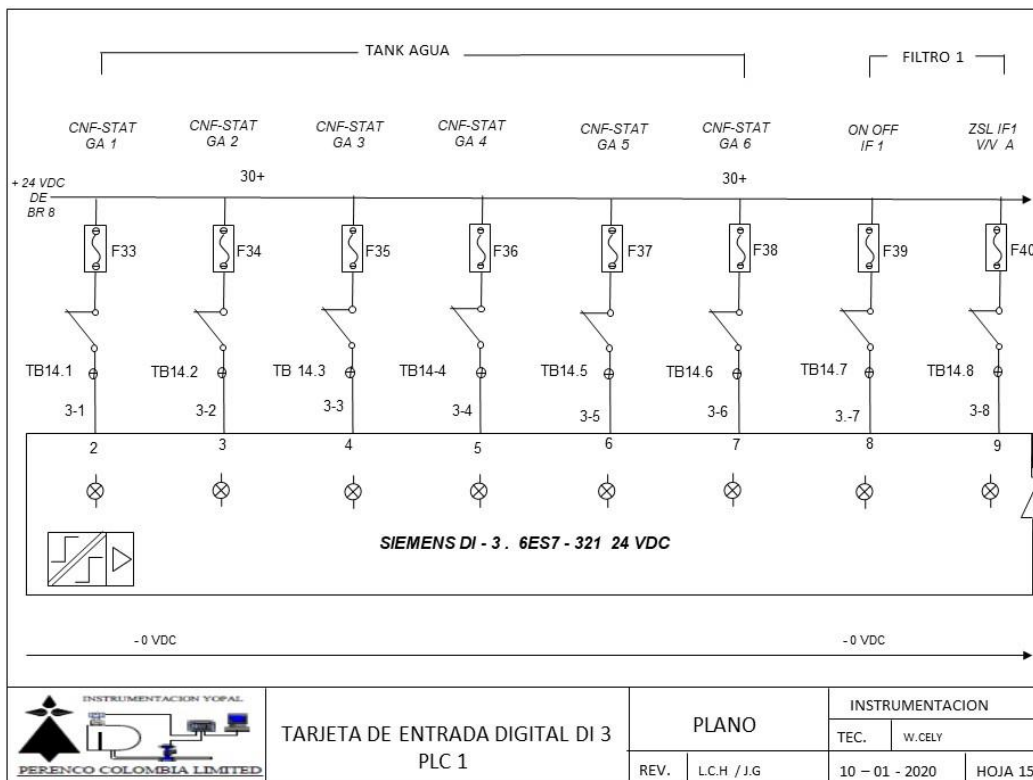 TANK AGUA
FILTRO 1
CNF-STAT
GA 1
CNF-STAT
GA 2
CNF-STAT
GA 3
CNF-STAT
GA 4
CNF-STAT
GA 5
CNF-STAT
GA 6
ON OFF
IF 1
ZSL IF1
V/V A
+ 24 VDC
DE
BR 8
30+
30+
F33
F34
F35
F36
F37
F38
F39
F40
TB14.1
TB14.2
TB 14.3
TB14-4
TB14.5
TB14.6
TB14.7
TB14.8
3-1
3-2
3-3
3-4
3-5
3-6
3.-7
3-8
2
3
4
5
6
7
8
9
SIEMENS DI - 3 . 6ES7 - 321 24 VDC
- 0 VDC
- 0 VDC
INSTRUMENTACION YOPAL
PERENCO COLOMBIA LIMITED
TARJETA DE ENTRADA DIGITAL DI 3
PLC 1
PLANO
REV. L.C.H / J.G
INSTRUMENTACION
TEC. W.CELY
10 – 01 - 2020 HOJA 15